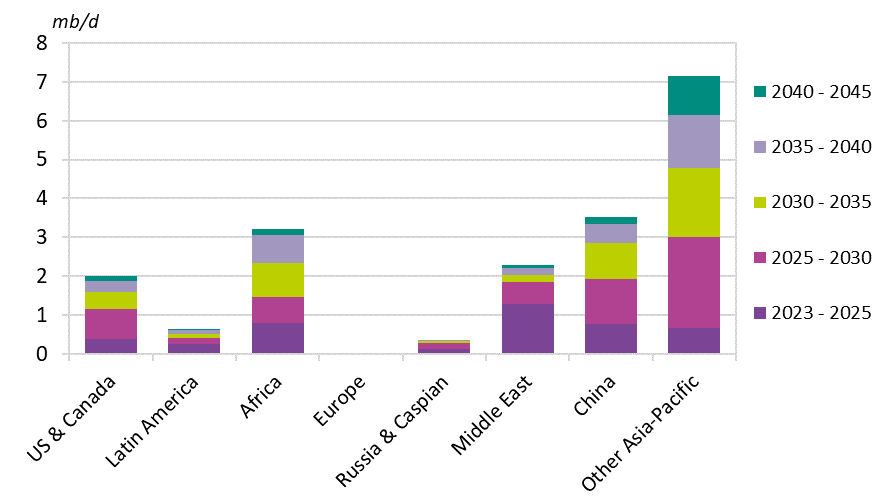 mb/d
8
7
6
5
4
3
2
1
0
US & Canada
Latin America
Africa
Europe
Russia & Caspian
Middle East
China
Other Asia-Pacific
2040 - 2045
2035 - 2040
2030 - 2035
2025 - 2030
2023 - 2025